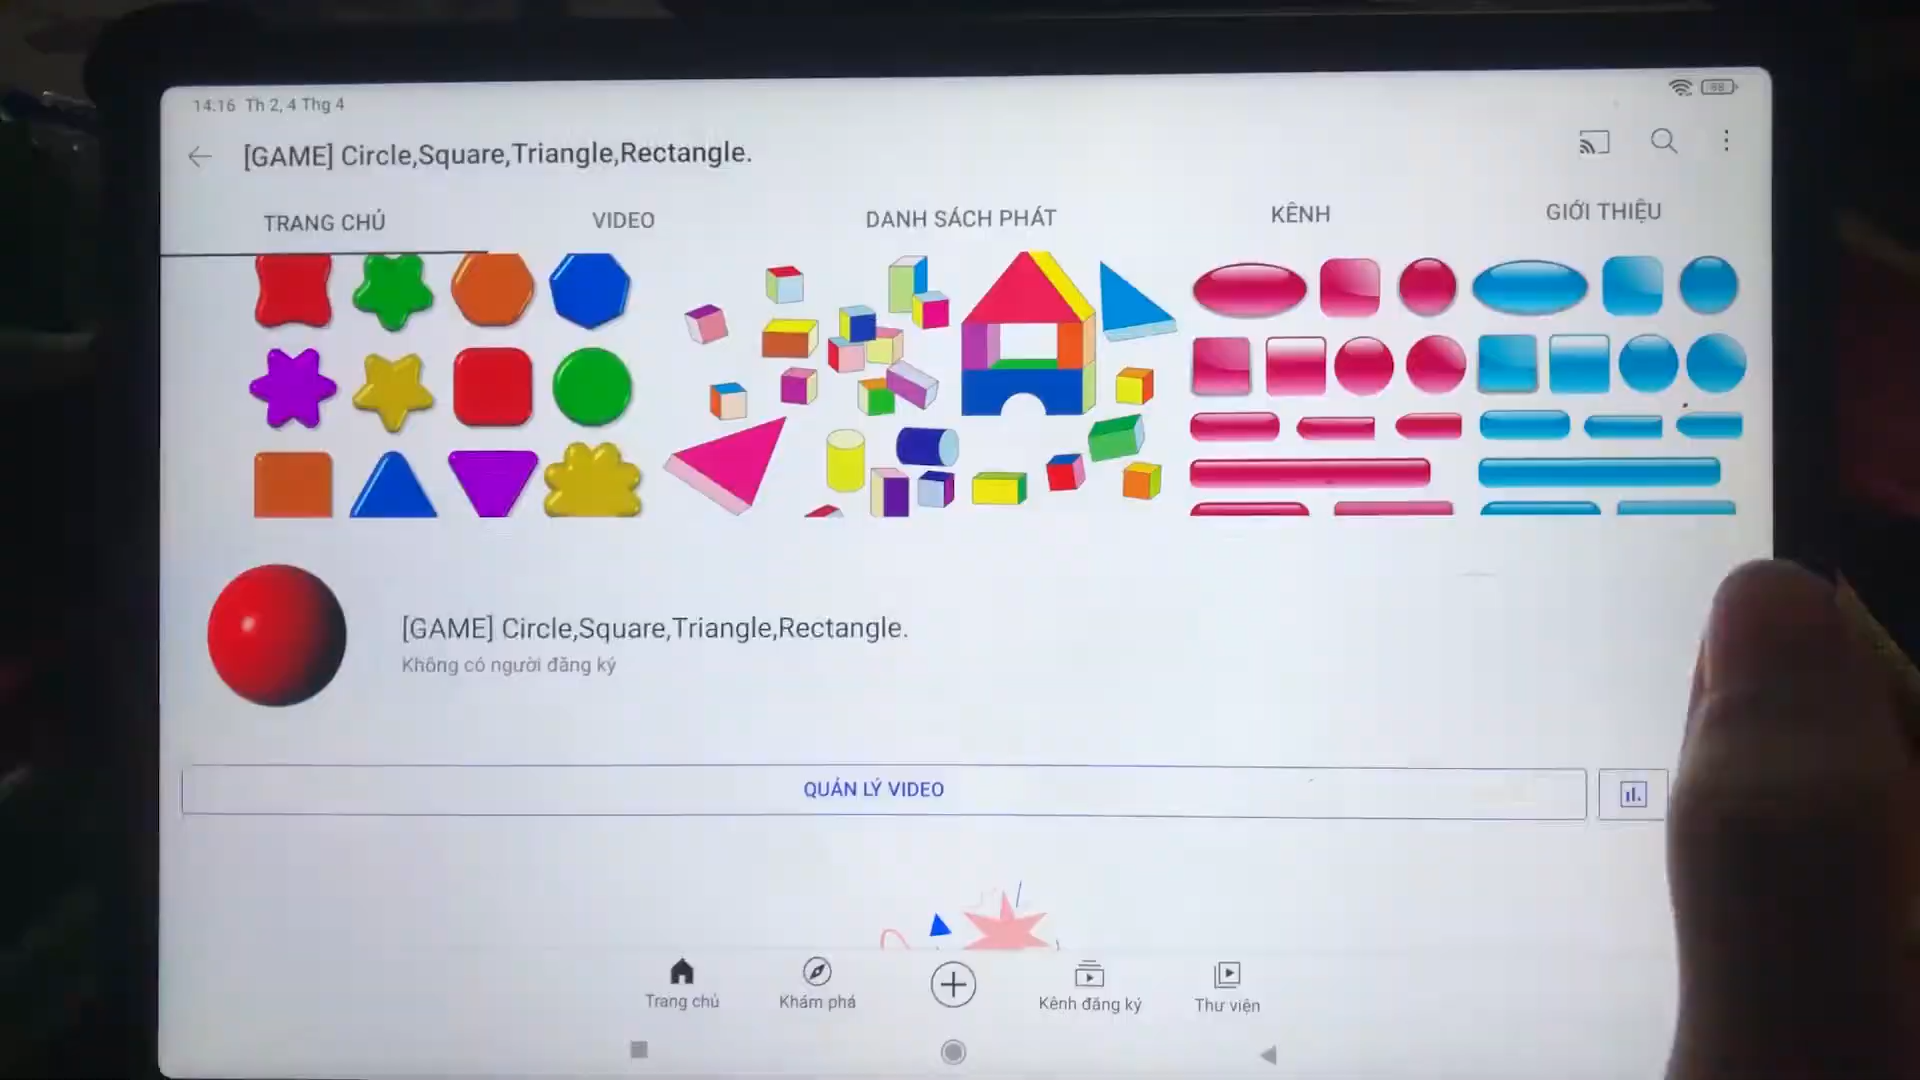 14:16 Th 2, 4 Thg 4
88
[GAME] Circle,Square,Triangle,Rectangle.
TRANG CHỦ VIDEO DANH SÁCH PHÁT KÊNH GIỚI THIỆU
[GAME] Circle,Square,Triangle,Rectangle.
Không có người đăng ký
QUẢN LÝ VIDEO
Trang chủ Khám phá Kênh đăng ký Thư viện